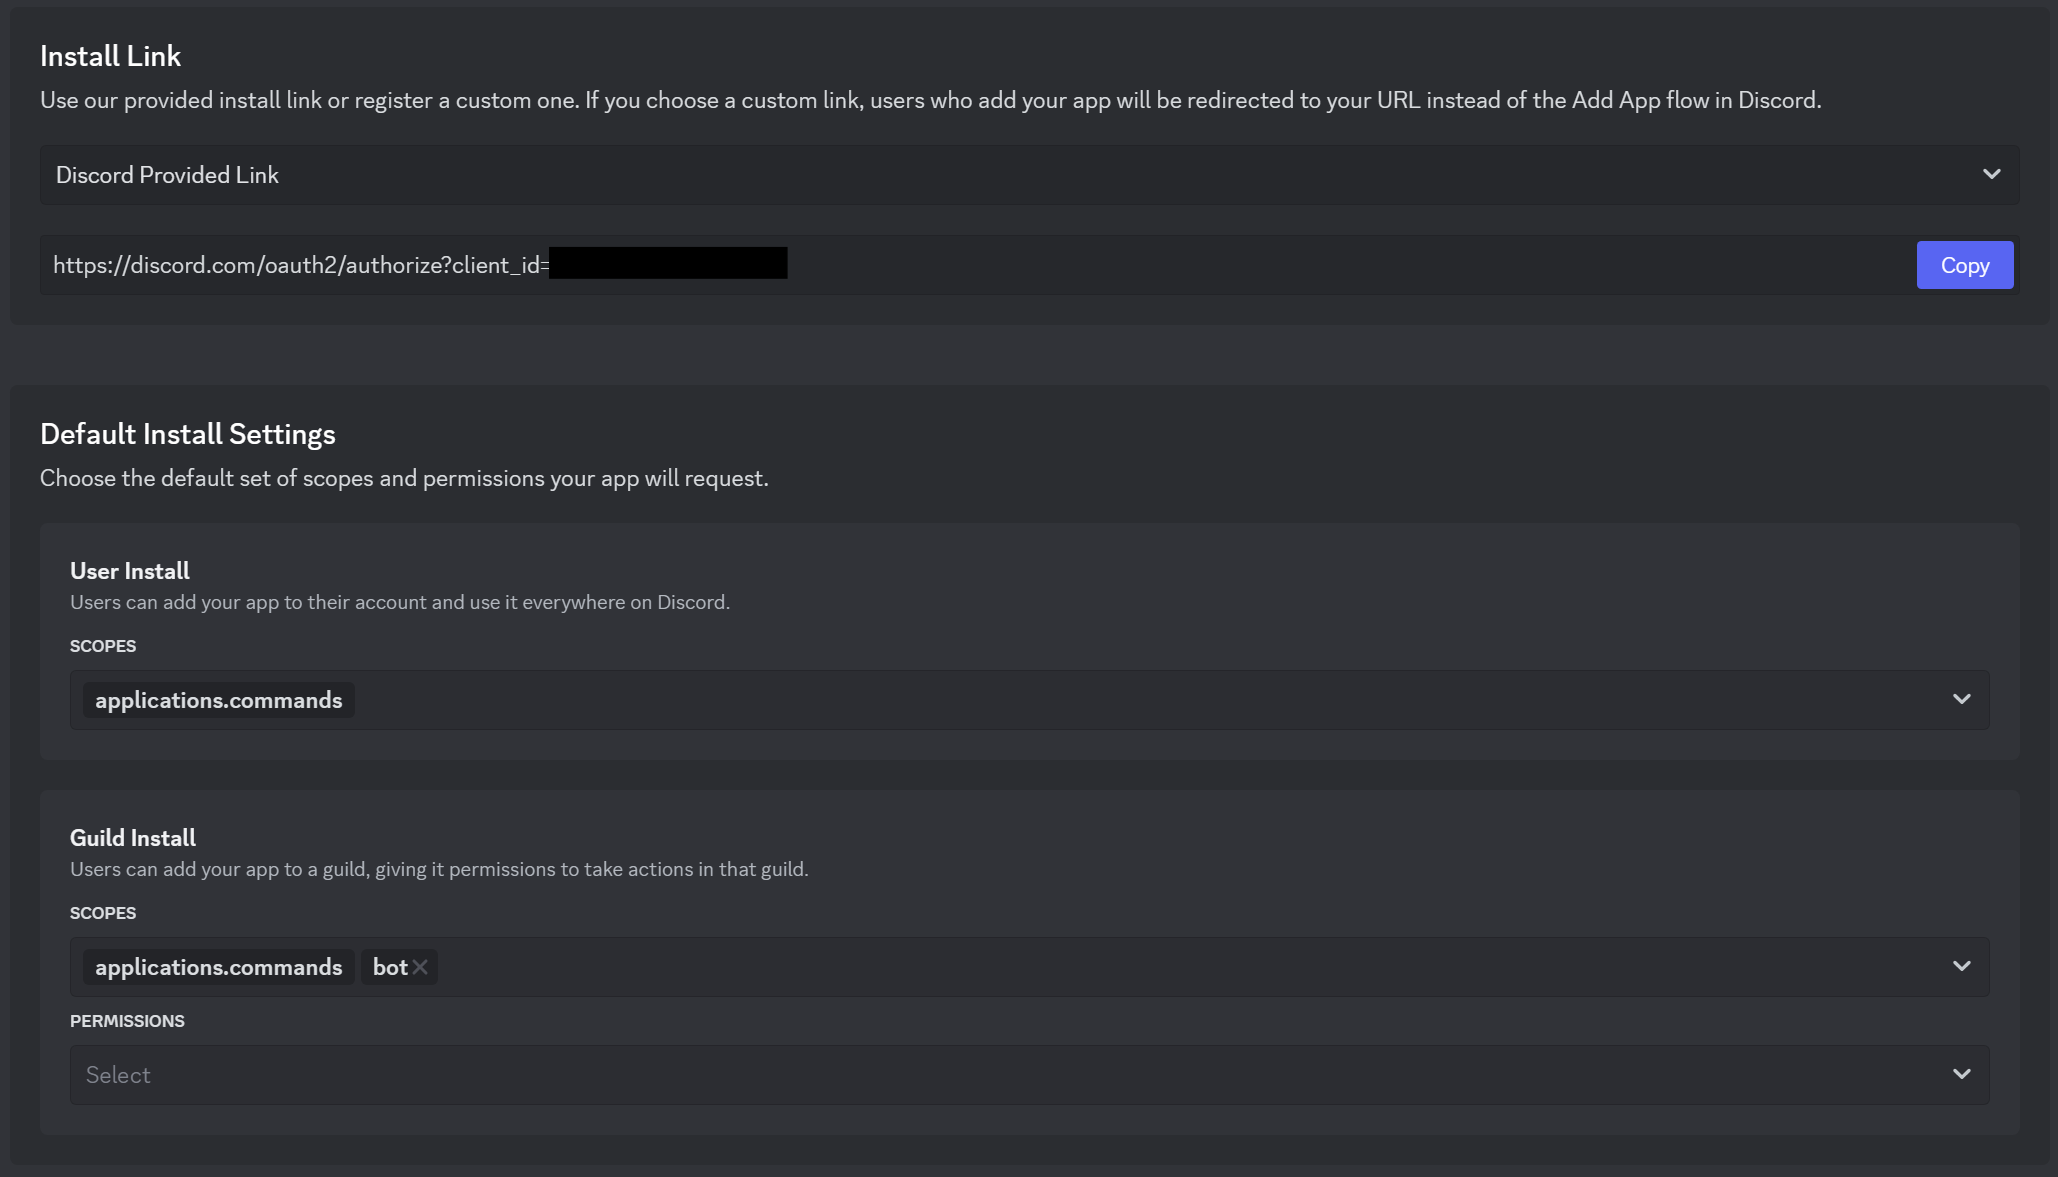 Install Link
Use our provided install link or register a custom one. If you choose a custom link, users who add your app will be redirected to your URL instead of the Add App flow in Discord.
Discord Provided Link
https://discord.com/oauth2/authorize?client_id=
Copy
Default Install Settings
Choose the default set of scopes and permissions your app will request.
User Install
Users can add your app to their account and use it everywhere on Discord.
SCOPES
applications.commands
Guild Install
Users can add your app to a guild, giving it permissions to take actions in that guild.
SCOPES
applications.commands bot
PERMISSIONS
Select